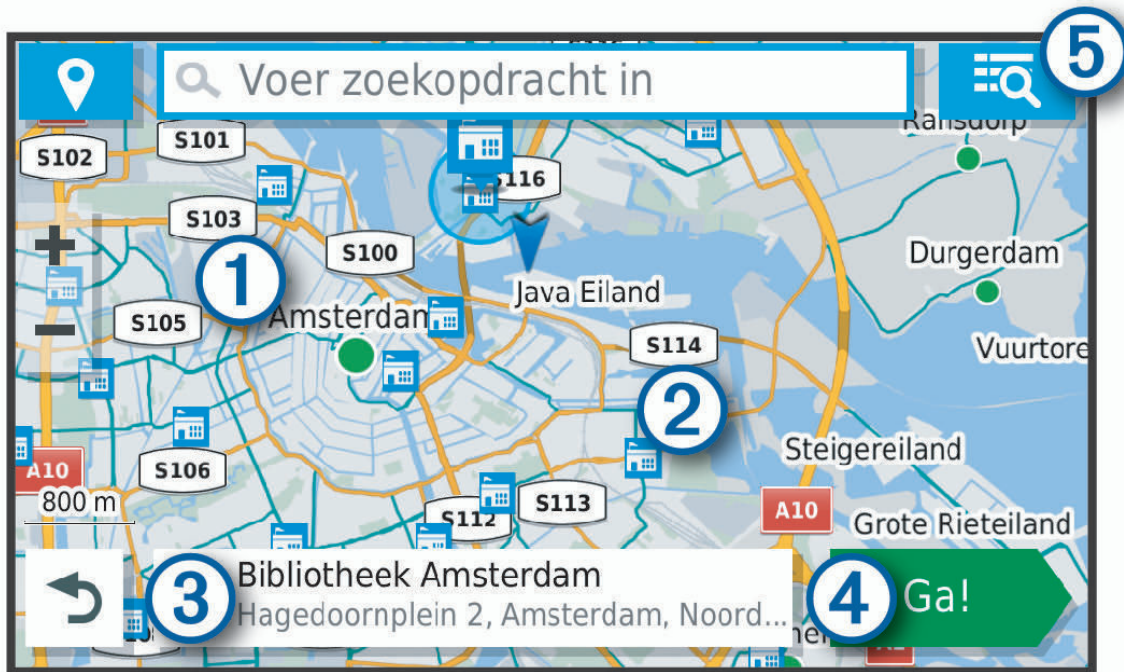 Voer zoekopdracht in
5
Ransdorp
S101
S102
S116
S103
S100
Durgerdam
1
Java Eiland
S105
Amsterdam
S114
Vuurtore
2
Steigereiland
A10
S106
800 m
S112
S113
A10
Grote Rieteiland
3
Bibliotheek Amsterdam
Hagedoornplein 2, Amsterdam, Noord...
4
Ga!